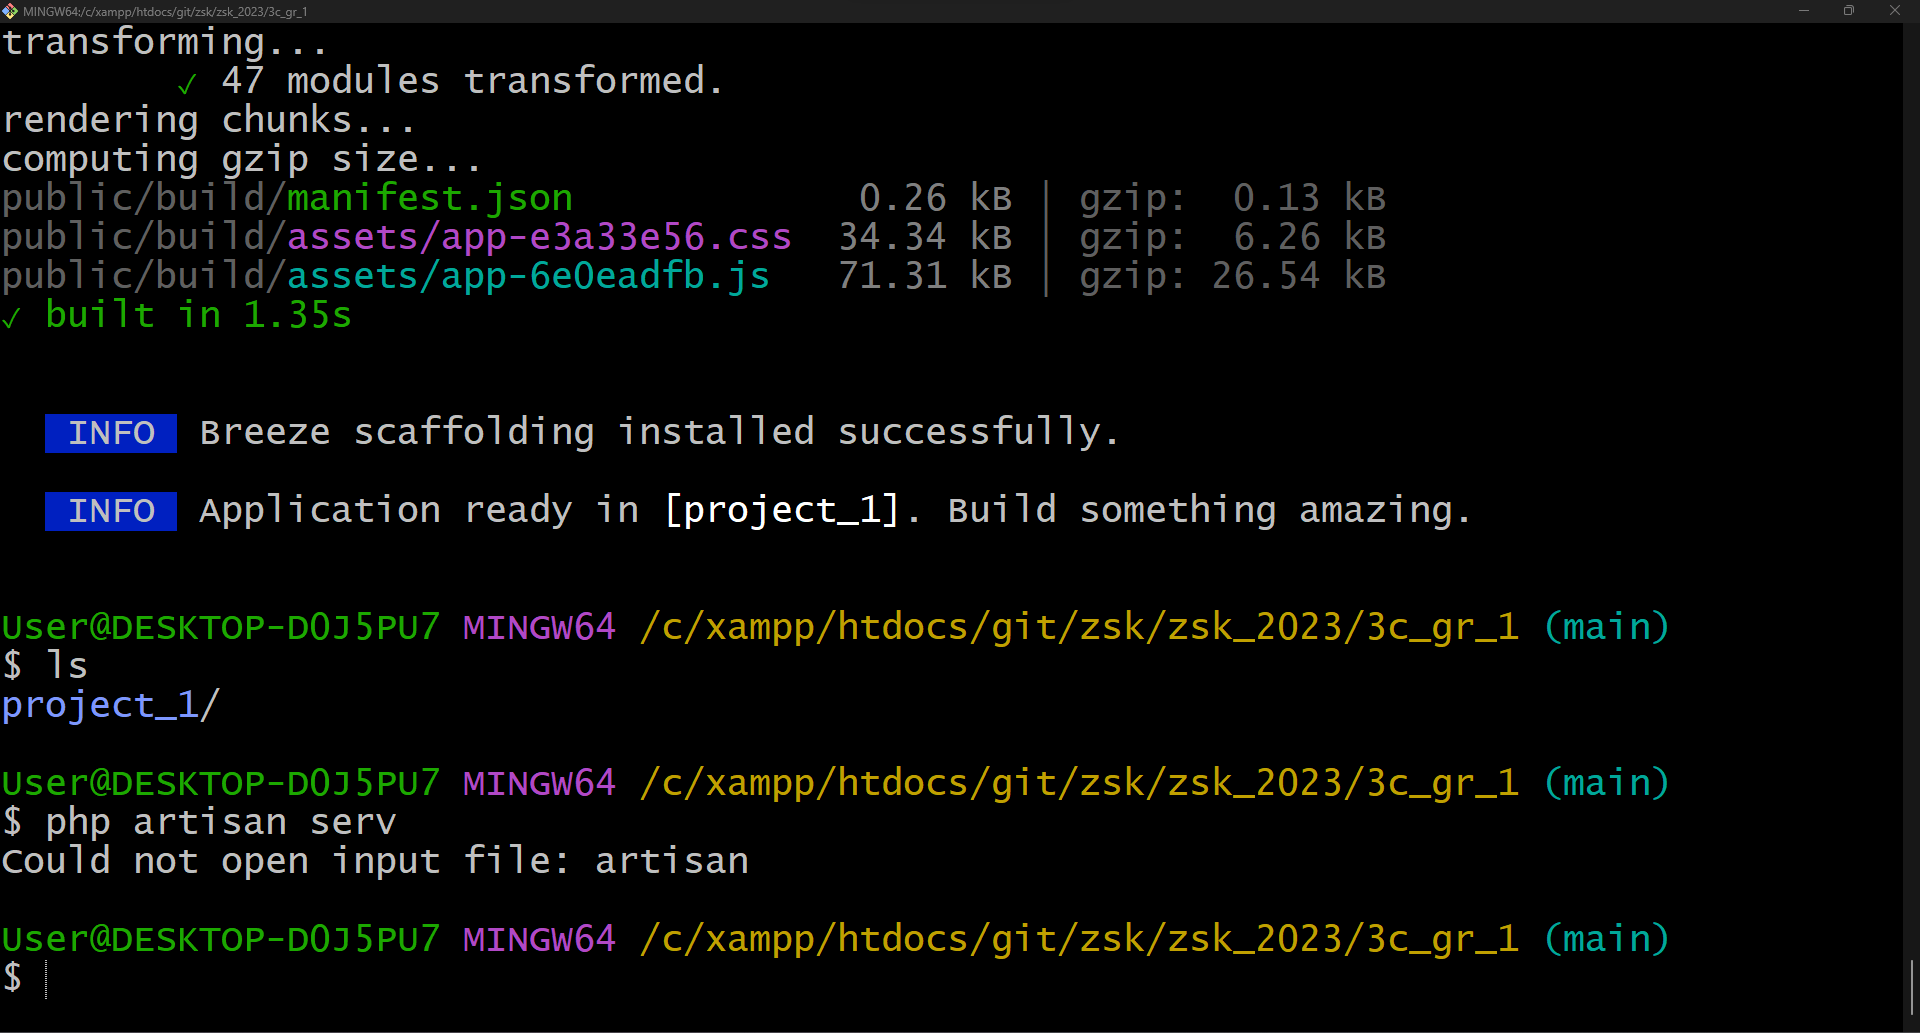 MINGW64:/c/xampp/htdocs/git/zsk/zsk_2023/3c_gr_1
transforming...
✓ 47 modules transformed.
rendering chunks...
computing gzip size...
public/build/manifest.json 0.26 kB │ gzip: 0.13 kB
public/build/assets/app-e3a33e56.css 34.34 kB │ gzip: 6.26 kB
public/build/assets/app-6e0eadfb.js 71.31 kB │ gzip: 26.54 kB
✓ built in 1.35s
INFO Breeze scaffolding installed successfully.
INFO Application ready in [project_1]. Build something amazing.
User@DESKTOP-D0J5PU7 MINGW64 /c/xampp/htdocs/git/zsk/zsk_2023/3c_gr_1 (main)
$ ls
project_1/
User@DESKTOP-D0J5PU7 MINGW64 /c/xampp/htdocs/git/zsk/zsk_2023/3c_gr_1 (main)
$ php artisan serv
Could not open input file: artisan
User@DESKTOP-D0J5PU7 MINGW64 /c/xampp/htdocs/git/zsk/zsk_2023/3c_gr_1 (main)
$